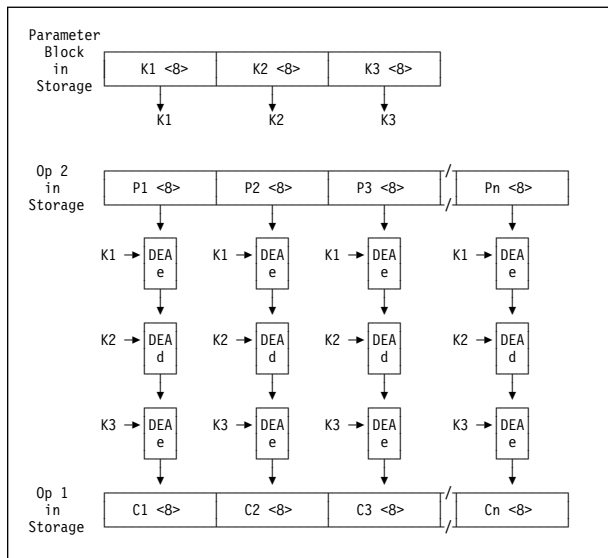 Parameter
Block
in
Storage
K1 <8> K2 <8> K3 <8>
K1 K2 K3
Op 2
in
Storage
P1 <8> P2 <8> P3 <8> Pn <8>
K1 DEA K1 DEA K1 DEA K1 DEA
e e e e
K2 DEA K2 DEA K2 DEA K2 DEA
d d d d
K3 DEA K3 DEA K3 DEA K3 DEA
e e e e
Op 1
in
Storage
C1 <8> C2 <8> C3 <8> Cn <8>